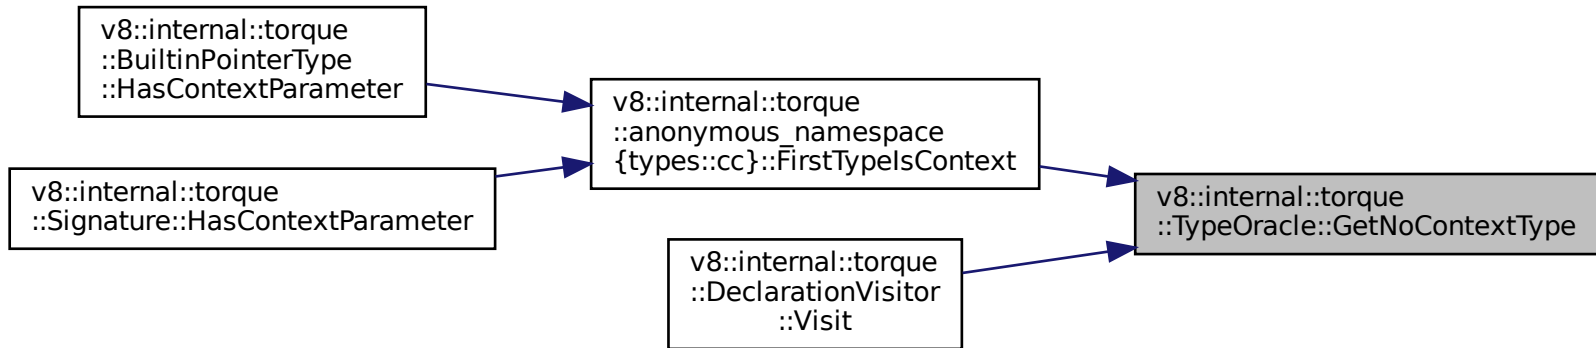 v8::internal::torque
::BuiltinPointerType
::HasContextParameter
v8::internal::torque
::Signature::HasContextParameter
v8::internal::torque
::anonymous_namespace
{types::cc}::FirstTypeIsContext
v8::internal::torque
::DeclarationVisitor
::Visit
v8::internal::torque
::TypeOracle::GetNoContextType